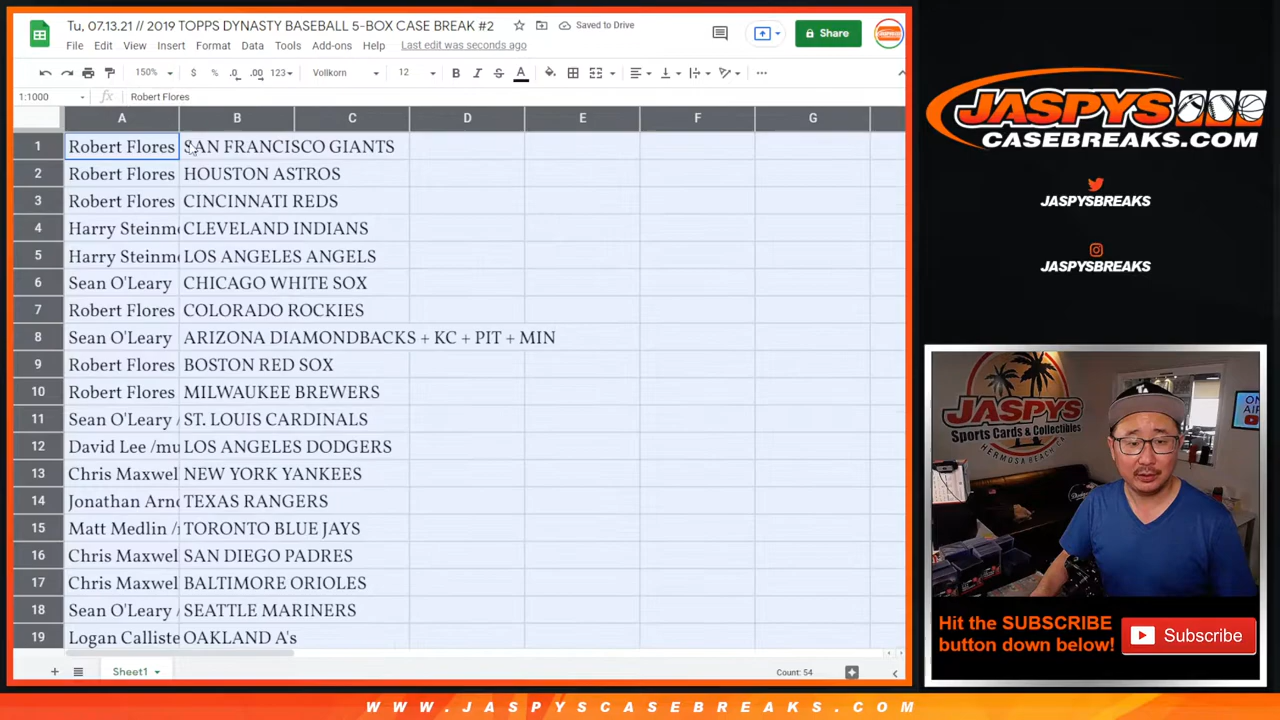 Tu, 07.13.21 // 2019 TOPPS DYNASTY BASEBALL 5-BOX CASE BREAK #2
Saved to Drive
Share
File Edit View Insert Format Data Tools Add-ons Help Last edit was seconds ago
150% $ % .0 .00 123 Vollkorn 12 B I S A
1:1000 fx Robert Flores
A B C D E F G
1 Robert Flores SAN FRANCISCO GIANTS
2 Robert Flores HOUSTON ASTROS
3 Robert Flores CINCINNATI REDS
4 Harry Steinm CLEVELAND INDIANS
5 Harry Steinm LOS ANGELES ANGELS
6 Sean O'Leary CHICAGO WHITE SOX
7 Robert Flores COLORADO ROCKIES
8 Sean O'Leary ARIZONA DIAMONDBACKS + KC + PIT + MIN
9 Robert Flores BOSTON RED SOX
10 Robert Flores MILWAUKEE BREWERS
11 Sean O'Leary / ST. LOUIS CARDINALS
12 David Lee /mu LOS ANGELES DODGERS
13 Chris Maxwel NEW YORK YANKEES
14 Jonathan Arn TEXAS RANGERS
15 Matt Medlin / TORONTO BLUE JAYS
16 Chris Maxwel SAN DIEGO PADRES
17 Chris Maxwel BALTIMORE ORIOLES
18 Sean O'Leary / SEATTLE MARINERS
19 Logan Calliste OAKLAND A's
Sheet1
Count: 54
JASPYS
CASEBREAKS.COM
JASPYSBREAKS
JASPYSBREAKS
JASPYS
Sports Cards & Collectibles
HERMOSA BEACH
ON
AIR
Hit the SUBSCRIBE
button down below!
Subscribe
WWW.JASPYSCASEBREAKS.COM